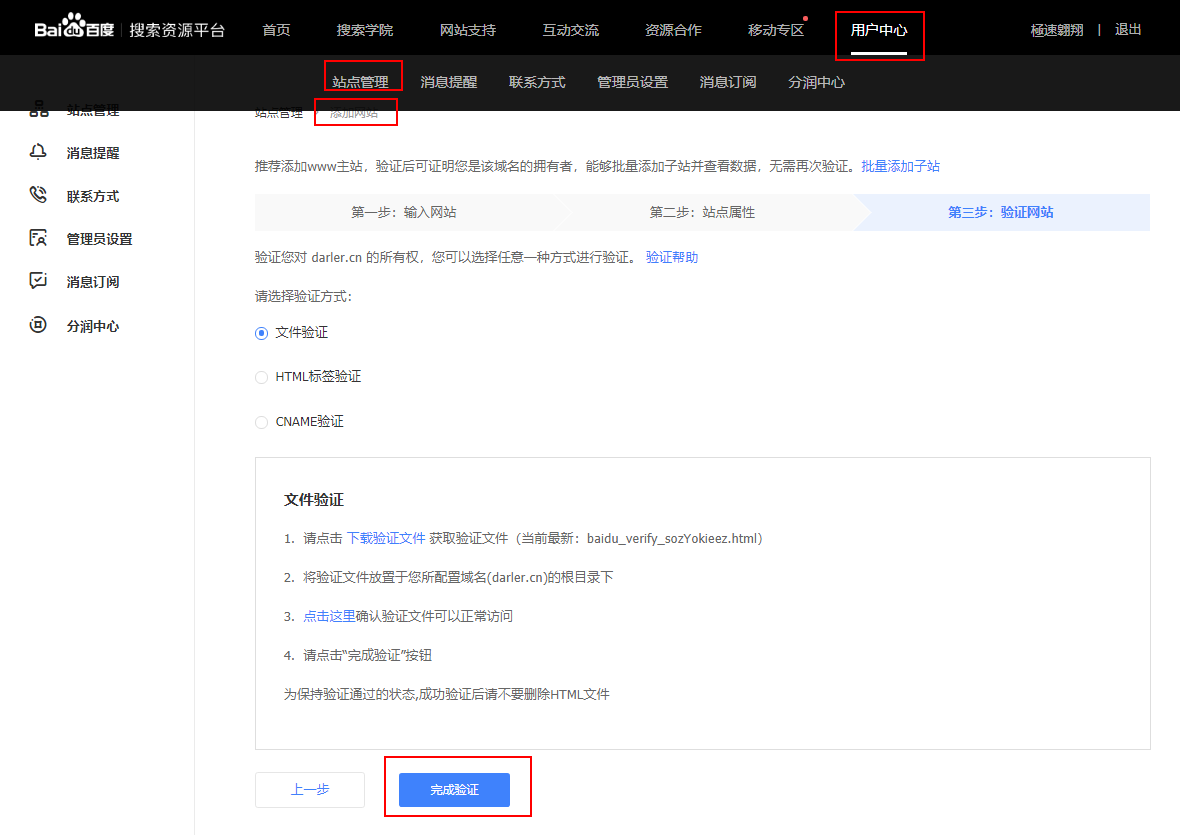 Bai du 百度 搜索资源平台 首页 搜索学院 网站支持 互动交流 资源合作 移动专区 用户中心 極速翱翔 | 退出
站点管理 消息提醒 联系方式 管理员设置 消息订阅 分润中心
站点管理
消息提醒
联系方式
管理员设置
消息订阅
分润中心
站点管理 添加网站
推荐添加www主站，验证后可证明您是该域名的拥有者，能够批量添加子站并查看数据，无需再次验证。批量添加子站
第一步：输入网站 第二步：站点属性 第三步：验证网站
验证您对 darler.cn 的所有权，您可以选择任意一种方式进行验证。 验证帮助
请选择验证方式：
文件验证
HTML标签验证
CNAME验证
文件验证
1. 请点击 下载验证文件 获取验证文件（当前最新：baidu_verify_sozYokieez.html）
2. 将验证文件放置于您所配置域名(darler.cn)的根目录下
3. 点击这里确认验证文件可以正常访问
4. 请点击“完成验证”按钮
为保持验证通过的状态,成功验证后请不要删除HTML文件
上一步 完成验证